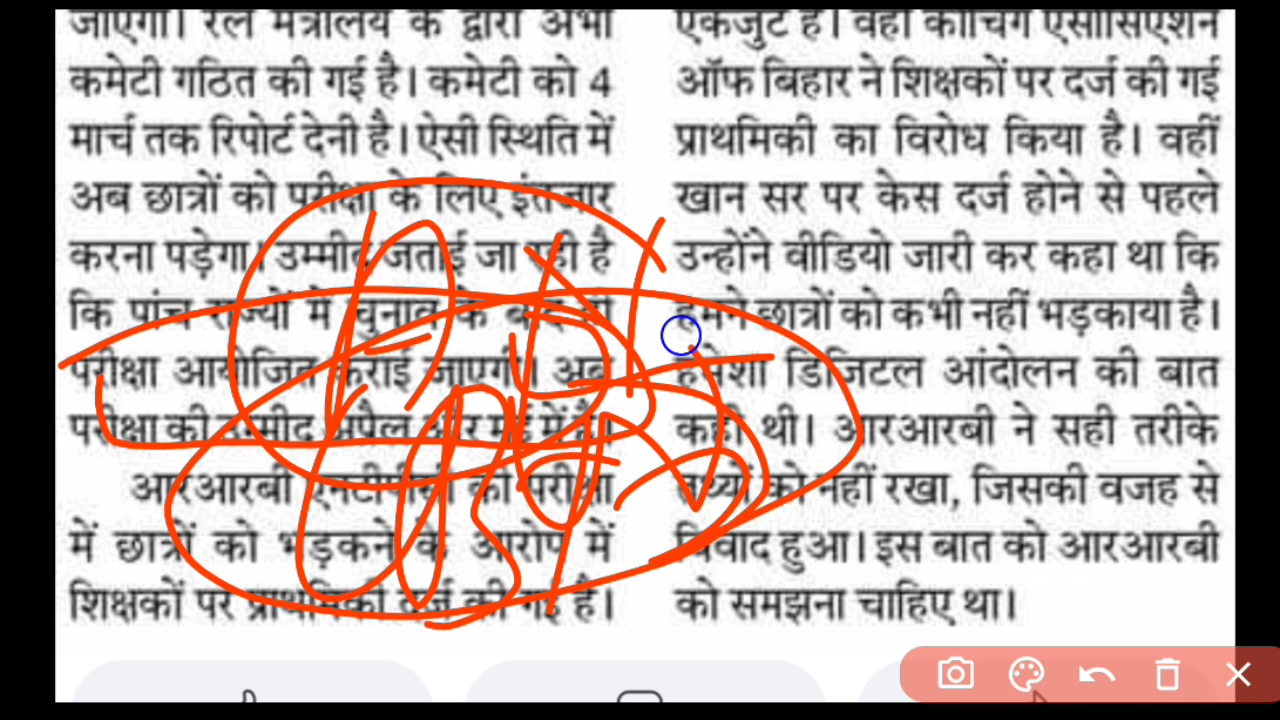 जाएगी। रेल मंत्रालय के द्वारा अभी
कमेटी गठित की गई है। कमेटी को 4
मार्च तक रिपोर्ट देनी है। ऐसी स्थिति में
अब छात्रों को परीक्षा के लिए इंतजार
करना पड़ेगा। उम्मीद जताई जा रही है
कि पांच राज्यों में चुनाव के बाद ही
परीक्षा आयोजित कराई जाएगी। अब
परीक्षा की उम्मीद अप्रैल और मई में है।
आरआरबी एनटीपीसी की परीक्षा
में छात्रों को भड़कने के आरोप में
शिक्षकों पर प्राथमिकी दर्ज की गई है।
एकजुट है। वहीं कोचिंग एसोसिएशन
ऑफ बिहार ने शिक्षकों पर दर्ज की गई
प्राथमिकी का विरोध किया है। वहीं
खान सर पर केस दर्ज होने से पहले
उन्होंने वीडियो जारी कर कहा था कि
हमने छात्रों को कभी नहीं भड़काया है।
हमेशा डिजिटल आंदोलन की बात
कही थी। आरआरबी ने सही तरीके
तथ्यों को नहीं रखा, जिसकी वजह से
विवाद हुआ। इस बात को आरआरबी
को समझना चाहिए था।